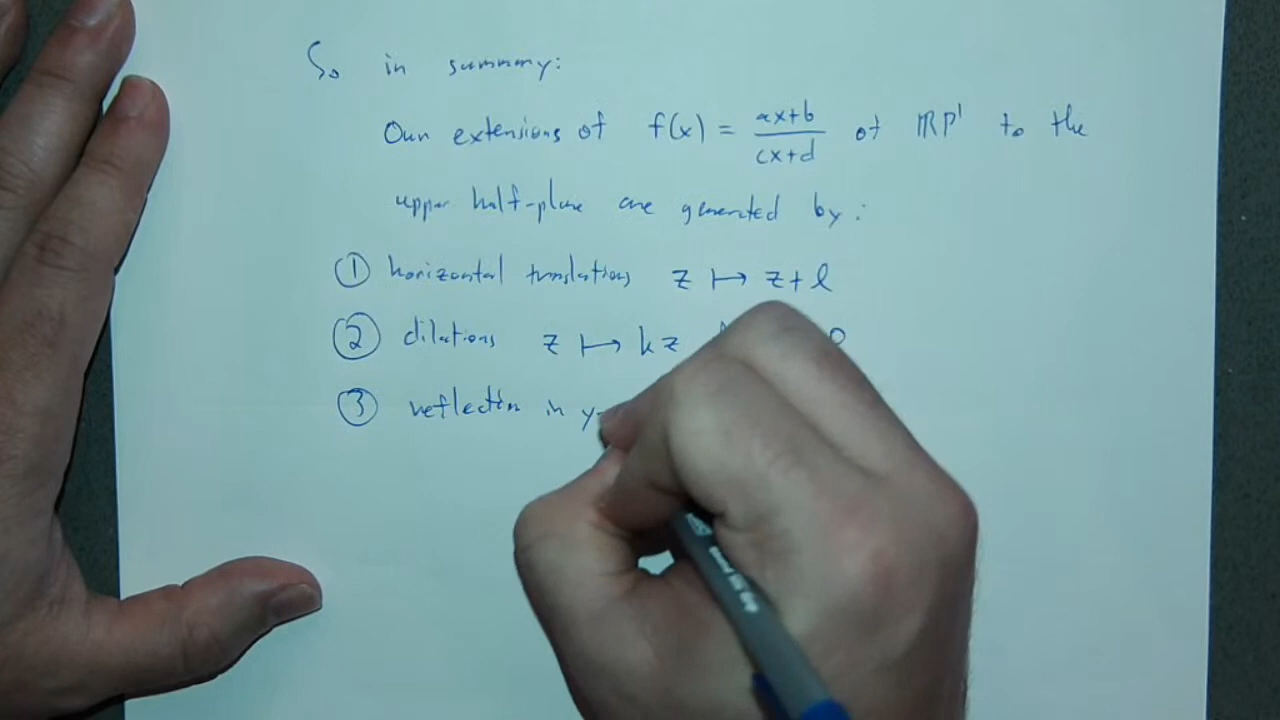 So in summary:
Our extensions of f(x) = \frac{ax+b}{cx+d} of ℝP¹ to the
upper half-plane are generated by:
① horizontal translations z ↦ z + l
② dilations z ↦ kz
③ reflection in y-